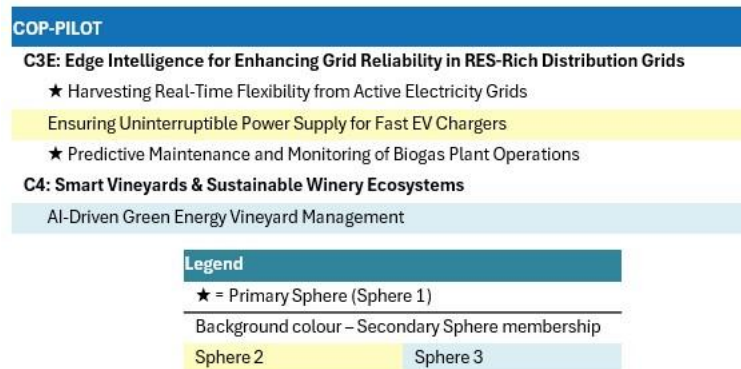 COP-PILOT
C3E: Edge Intelligence for Enhancing Grid Reliability in RES-Rich Distribution Grids
★ Harvesting Real-Time Flexibility from Active Electricity Grids
Ensuring Uninterruptible Power Supply for Fast EV Chargers
★ Predictive Maintenance and Monitoring of Biogas Plant Operations
C4: Smart Vineyards & Sustainable Winery Ecosystems
AI-Driven Green Energy Vineyard Management
Legend
★ = Primary Sphere (Sphere 1)
Background colour – Secondary Sphere membership
Sphere 2 Sphere 3